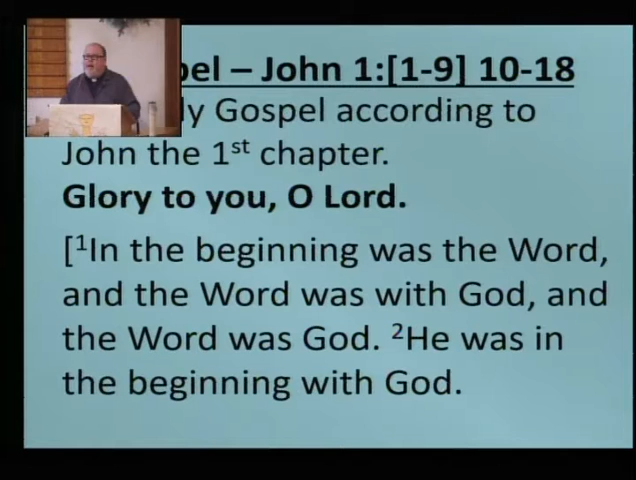 pel – John 1:[1-9] 10-18
ly Gospel according to
John the 1st chapter.
Glory to you, O Lord.
[1In the beginning was the Word,
and the Word was with God, and
the Word was God. 2He was in
the beginning with God.